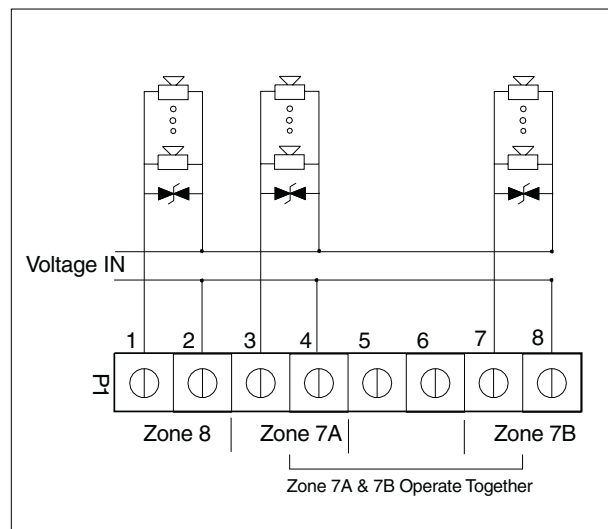 Voltage IN
1 2 3 4 5 6 7 8
P1
Zone 8 Zone 7A Zone 7B
Zone 7A & 7B Operate Together